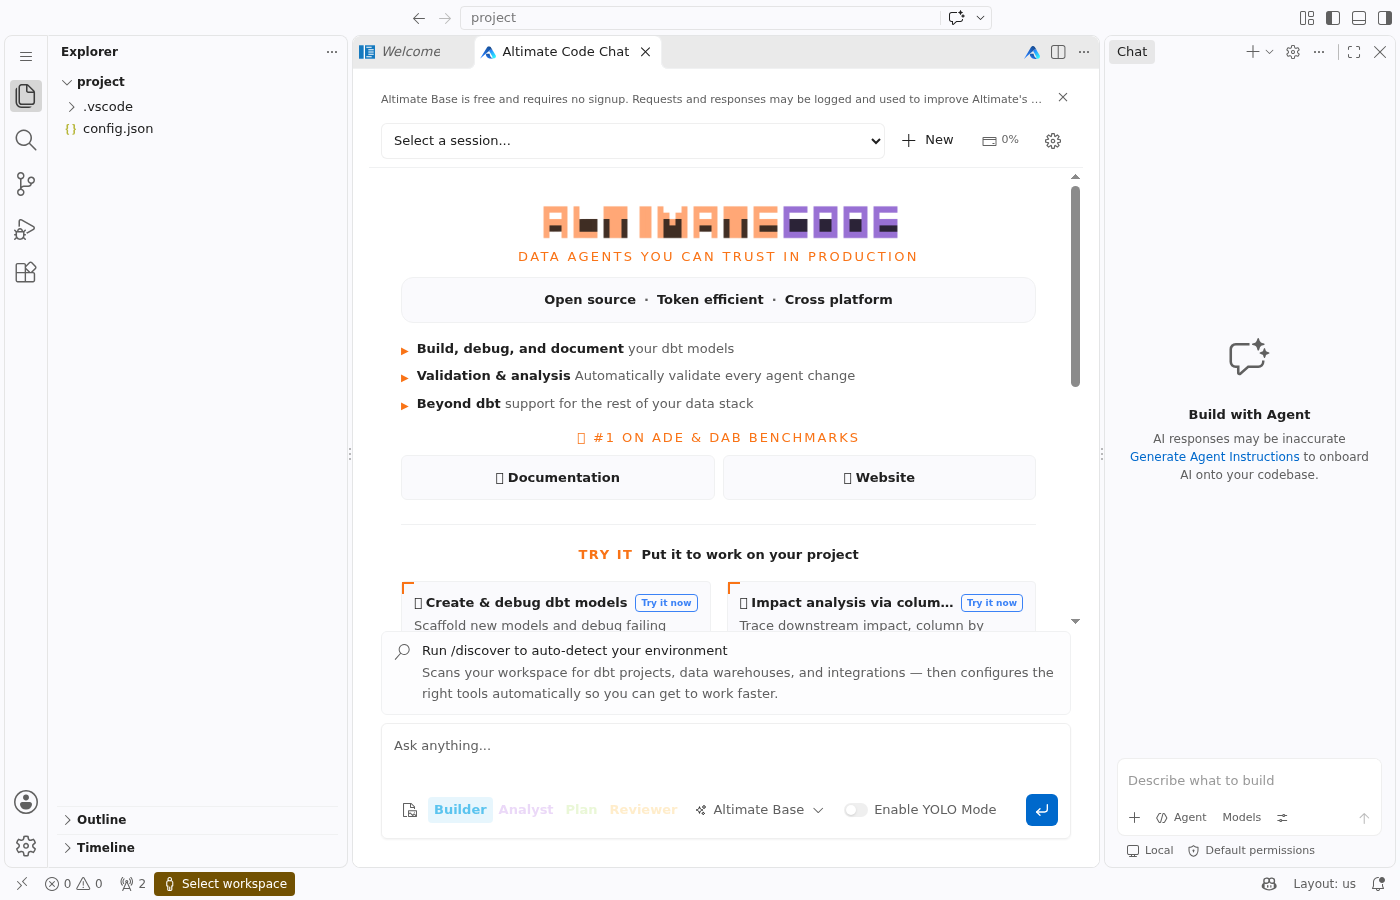 project
Explorer
project
.vscode
config.json
Outline
Timeline
Welcome
Altimate Code Chat
Altimate Base is free and requires no signup. Requests and responses may be logged and used to improve Altimate's ...
Select a session...
New
0%
ALTIMATE CODE
DATA AGENTS YOU CAN TRUST IN PRODUCTION
Open source · Token efficient · Cross platform
Build, debug, and document your dbt models
Validation & analysis Automatically validate every agent change
Beyond dbt support for the rest of your data stack
#1 ON ADE & DAB BENCHMARKS
Documentation
Website
TRY IT Put it to work on your project
Create & debug dbt models
Try it now
Scaffold new models and debug failing
Impact analysis via colum...
Try it now
Trace downstream impact, column by
Run /discover to auto-detect your environment
Scans your workspace for dbt projects, data warehouses, and integrations — then configures the
right tools automatically so you can get to work faster.
Ask anything...
Builder
Analyst
Plan
Reviewer
Altimate Base
Enable YOLO Mode
Chat
Build with Agent
AI responses may be inaccurate
Generate Agent Instructions to onboard
AI onto your codebase.
Describe what to build
Agent
Models
Local
Default permissions
0
0
2
Select workspace
Layout: us